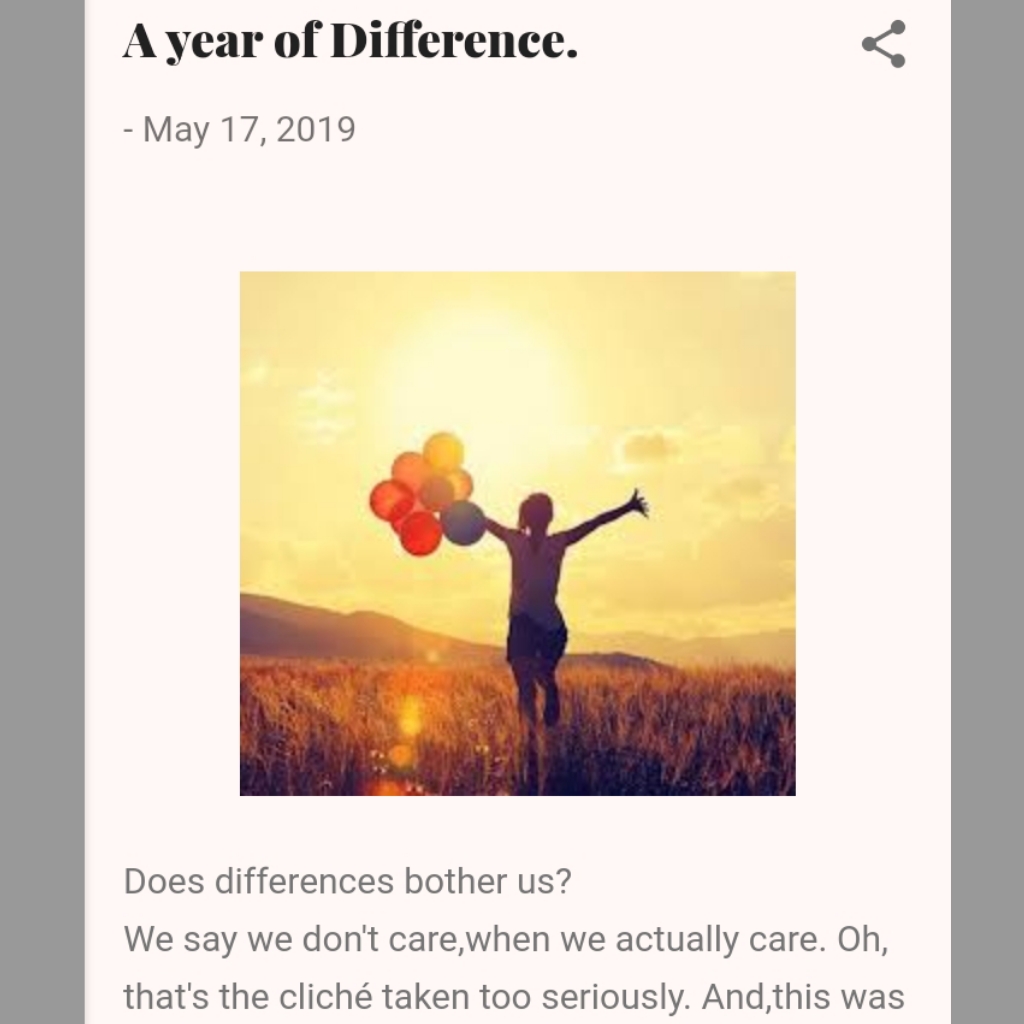 A year of Difference.
- May 17, 2019
Does differences bother us?
We say we don't care,when we actually care. Oh,
that's the cliché taken too seriously. And,this was